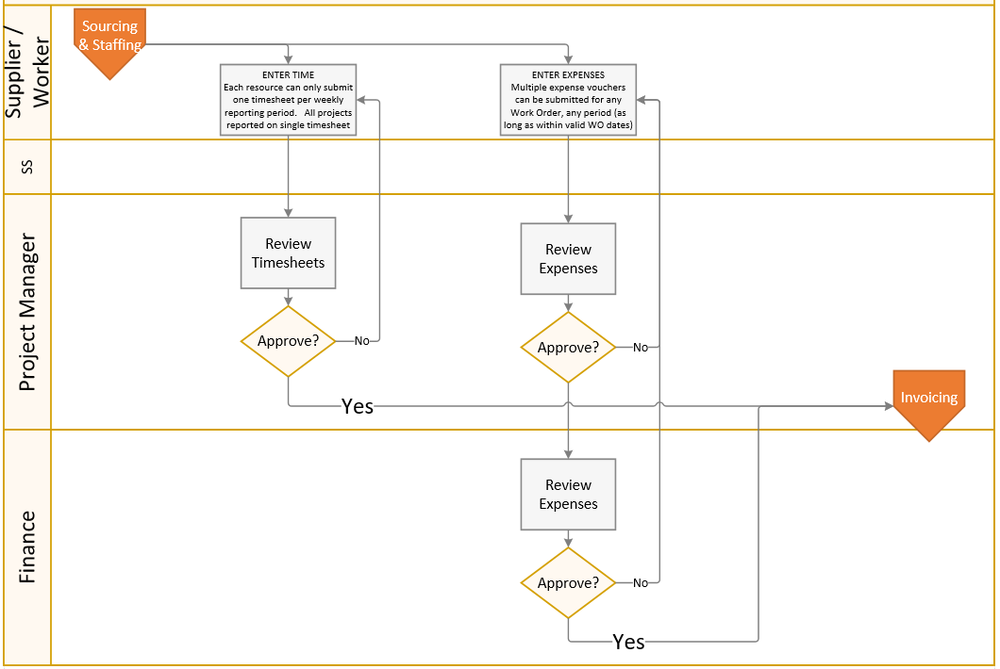 Supplier /
Worker
Sourcing
& Staffing
ENTER TIME
Each resource can only submit
one timesheet per weekly
reporting period.   All projects
reported on single timesheet
ENTER EXPENSES
Multiple expense vouchers
can be submitted for any
Work Order, any period (as
long as within valid WO dates)
SS
Project Manager
Review
Timesheets
Approve?
No
Yes
Review
Expenses
Approve?
No
Invoicing
Finance
Review
Expenses
Approve?
No
Yes